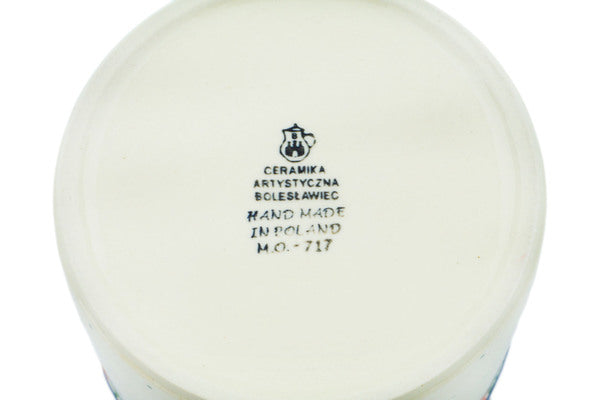 B
CERAMIKA
ARTYSTYCZNA
BOLESŁAWIEC
HAND MADE
IN POLAND
M.O. - 717